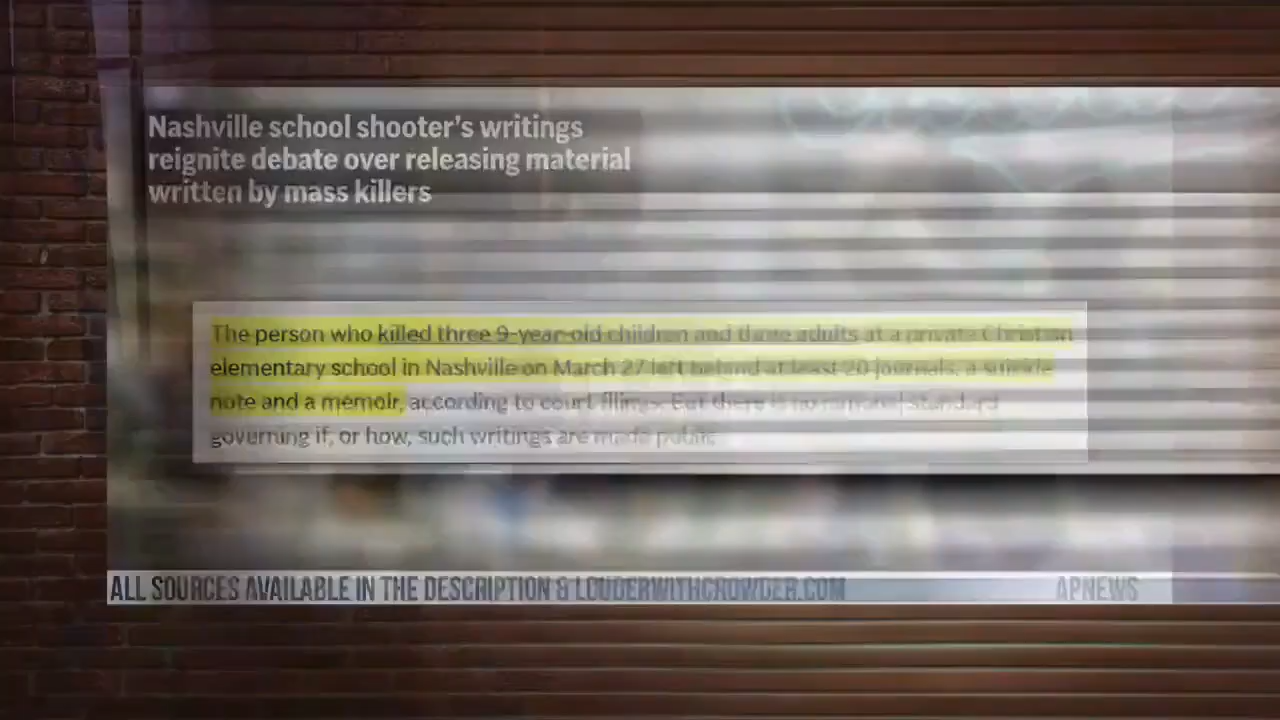 Nashville school shooter's writings
reignite debate over releasing material
written by mass killers
The person who killed three 9-year-old children and three adults at a private Christian
elementary school in Nashville on March 27 left behind at least 20 journals, a suicide
note and a memoir, according to court filings. But there is no national standard
governing if, or how, such writings are made public.
ALL SOURCES AVAILABLE IN THE DESCRIPTION & LOUDERWITHCROWDER.COM
APNEWS